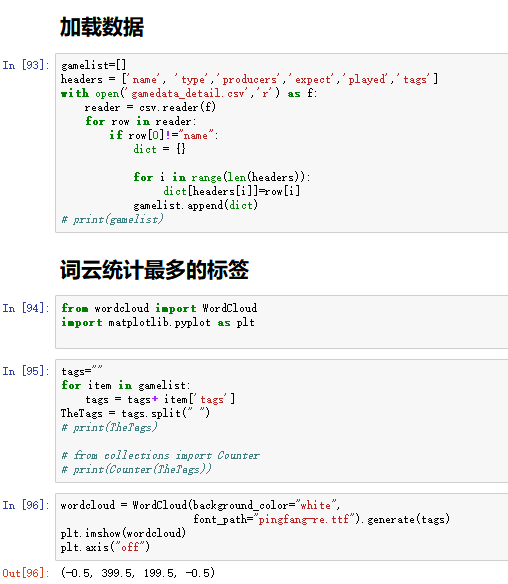 加载数据
In [93]: gamelist=[]
headers = ['name', 'type','producers','expect','played','tags']
with open('gamedata_detail.csv','r') as f:
    reader = csv.reader(f)
    for row in reader:
        if row[0]!="name":
            dict = {}

            for i in range(len(headers)):
                dict[headers[i]]=row[i]
            gamelist.append(dict)
# print(gamelist)
词云统计最多的标签
In [94]: from wordcloud import WordCloud
import matplotlib.pyplot as plt
In [95]: tags=""
for item in gamelist:
    tags = tags+ item['tags']
TheTags = tags.split(" ")
# print(TheTags)

# from collections import Counter
# print(Counter(TheTags))
In [96]: wordcloud = WordCloud(background_color="white",
                      font_path="pingfang-re.ttf").generate(tags)
plt.imshow(wordcloud)
plt.axis("off")
Out[96]: (-0.5, 399.5, 199.5, -0.5)